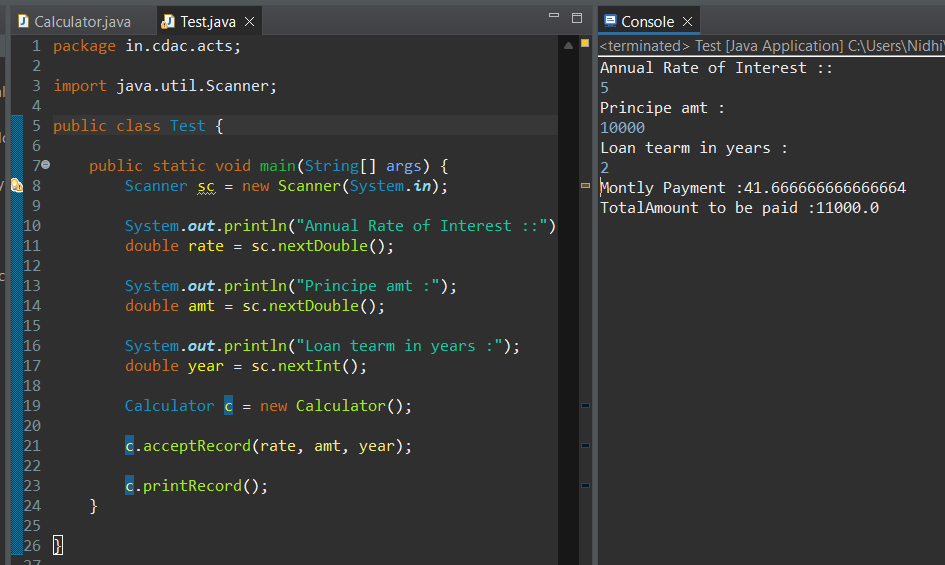 Calculator.java
Test.java
1 package in.cdac.acts;
2
3 import java.util.Scanner;
4
5 public class Test {
6
7 public static void main(String[] args) {
8 Scanner sc = new Scanner(System.in);
9
10 System.out.println("Annual Rate of Interest ::")
11 double rate = sc.nextDouble();
12
13 System.out.println("Principe amt :");
14 double amt = sc.nextDouble();
15
16 System.out.println("Loan tearm in years :");
17 double year = sc.nextInt();
18
19 Calculator c = new Calculator();
20
21 c.acceptRecord(rate, amt, year);
22
23 c.printRecord();
24 }
25
26 }
27
Console
<terminated> Test [Java Application] C:\Users\Nidhi\
Annual Rate of Interest ::
5
Principe amt :
10000
Loan tearm in years :
2
Montly Payment :41.666666666666664
TotalAmount to be paid :11000.0